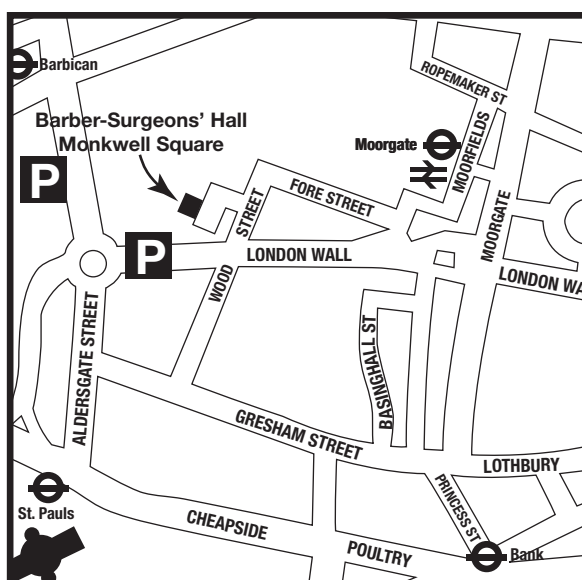 Barbican
ROPEMAKER ST
Barber-Surgeons' Hall
Monkwell Square
Moorgate
MOORFIELDS
P
FORE STREET
WOOD STREET
MOORGATE
P
LONDON WALL
LONDON WA
BASINGHALL ST
ALDERSGATE STREET
GRESHAM STREET
LOTHBURY
PRINCESS ST
St. Pauls
CHEAPSIDE
POULTRY
Bank